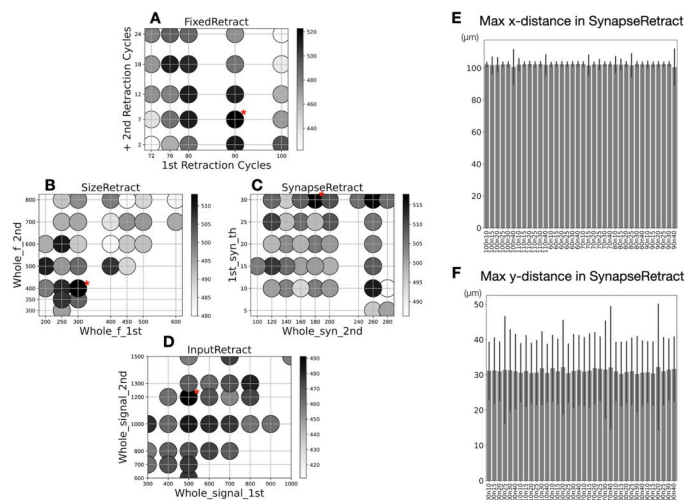 A
FixedRetract
+ 2nd Retraction Cycles
24
18
12
7
2
72 76 80 90 100
1st Retraction Cycles
520
500
480
460
440
B
SizeRetract
Whole_f_2nd
800
700
600
500
400
350
300
200 250 300 400 450 500 600
Whole_f_1st
510
505
500
495
490
485
480
C
SynapseRetract
1st_syn_th
30
25
20
15
10
5
100 120 140 160 180 200 240 260 280
Whole_syn_2nd
515
510
505
500
495
490
D
InputRetract
Whole_signal_2nd
1500
1300
1200
1000
800
700
600
300 400 500 600 700 800 900 1000
Whole_signal_1st
490
480
470
460
450
440
430
420
E
Max x-distance in SynapseRetract
(μm)
100
80
60
40
20
0
F
Max y-distance in SynapseRetract
(μm)
50
40
30
20
10
0